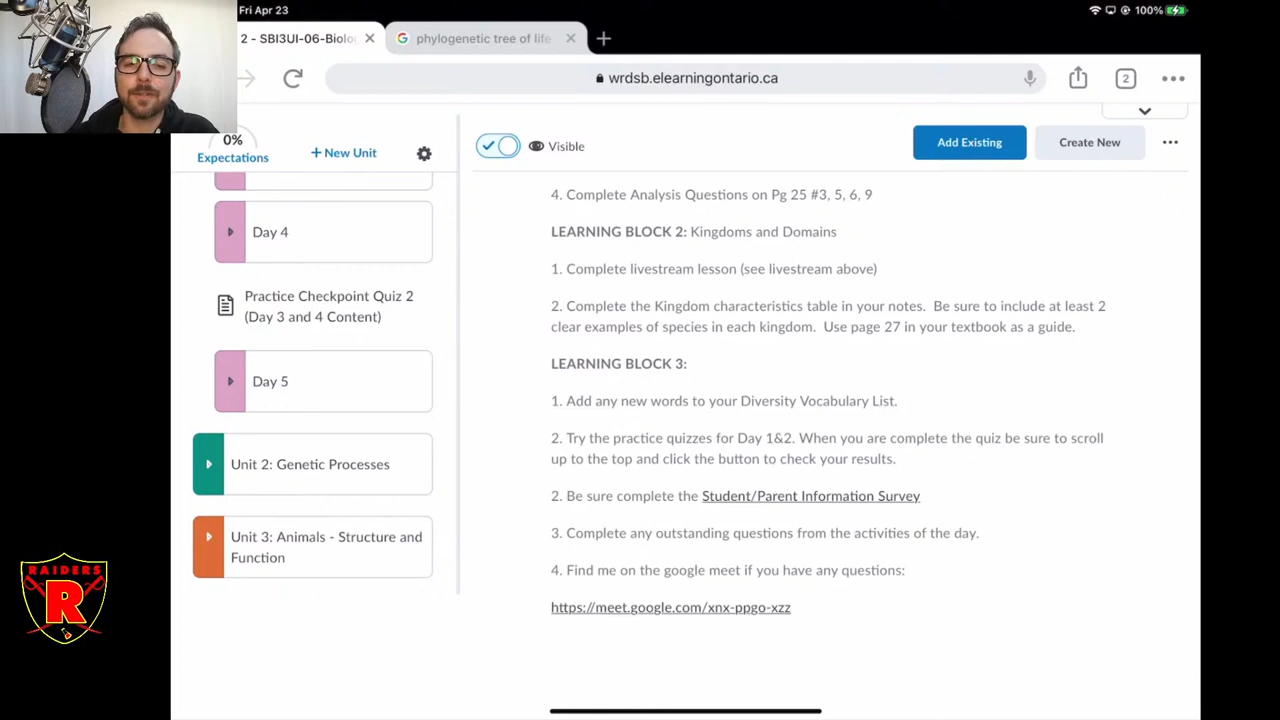 Fri Apr 23
100%
2 - SBI3UI-06-Biolo
phylogenetic tree of life
wrdsb.elearningontario.ca
2
0%
Expectations
+ New Unit
Visible
Add Existing
Create New
Day 4
Practice Checkpoint Quiz 2
(Day 3 and 4 Content)
Day 5
Unit 2: Genetic Processes
Unit 3: Animals - Structure and
Function
4. Complete Analysis Questions on Pg 25 #3, 5, 6, 9
LEARNING BLOCK 2: Kingdoms and Domains
1. Complete livestream lesson (see livestream above)
2. Complete the Kingdom characteristics table in your notes. Be sure to include at least 2
clear examples of species in each kingdom. Use page 27 in your textbook as a guide.
LEARNING BLOCK 3:
1. Add any new words to your Diversity Vocabulary List.
2. Try the practice quizzes for Day 1&2. When you are complete the quiz be sure to scroll
up to the top and click the button to check your results.
2. Be sure complete the Student/Parent Information Survey
3. Complete any outstanding questions from the activities of the day.
4. Find me on the google meet if you have any questions:
https://meet.google.com/xnx-ppgo-xzz
RAIDERS
R